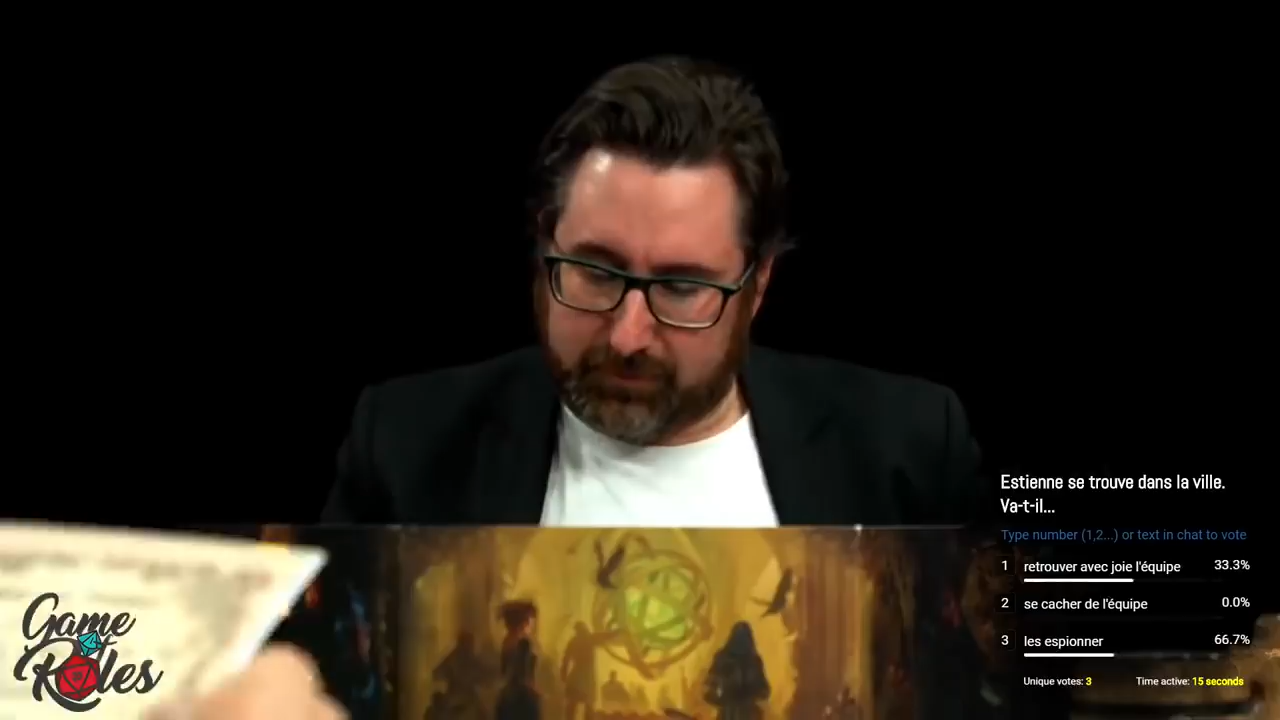 Estienne se trouve dans la ville.
Va-t-il...
Type number (1,2...) or text in chat to vote
1 retrouver avec joie l'équipe 33.3%
2 se cacher de l'équipe 0.0%
3 les espionner 66.7%
Unique votes: 3 Time active: 15 seconds
Game
of
Rôles